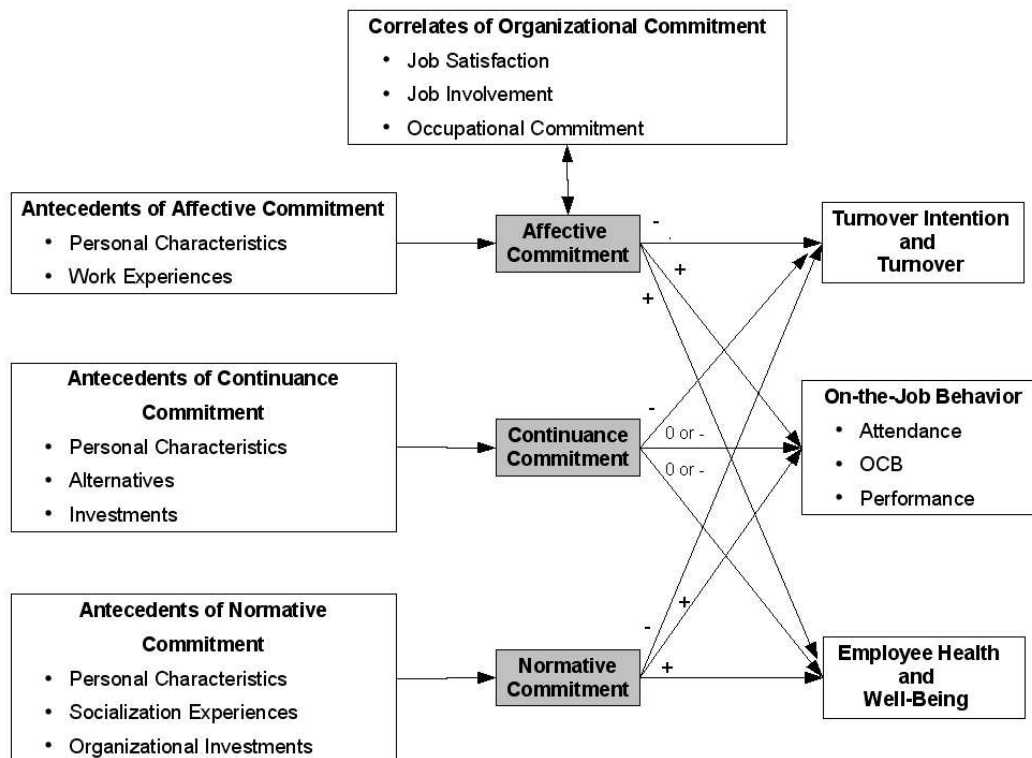 Correlates of Organizational Commitment
• Job Satisfaction
• Job Involvement
• Occupational Commitment
Antecedents of Affective Commitment
• Personal Characteristics
• Work Experiences
Affective
Commitment
-
+
+
Turnover Intention
and
Turnover
Antecedents of Continuance
Commitment
• Personal Characteristics
• Alternatives
• Investments
Continuance
Commitment
-
0 or -
0 or -
On-the-Job Behavior
• Attendance
• OCB
• Performance
Antecedents of Normative
Commitment
• Personal Characteristics
• Socialization Experiences
• Organizational Investments
Normative
Commitment
+
-
+
Employee Health
and
Well-Being